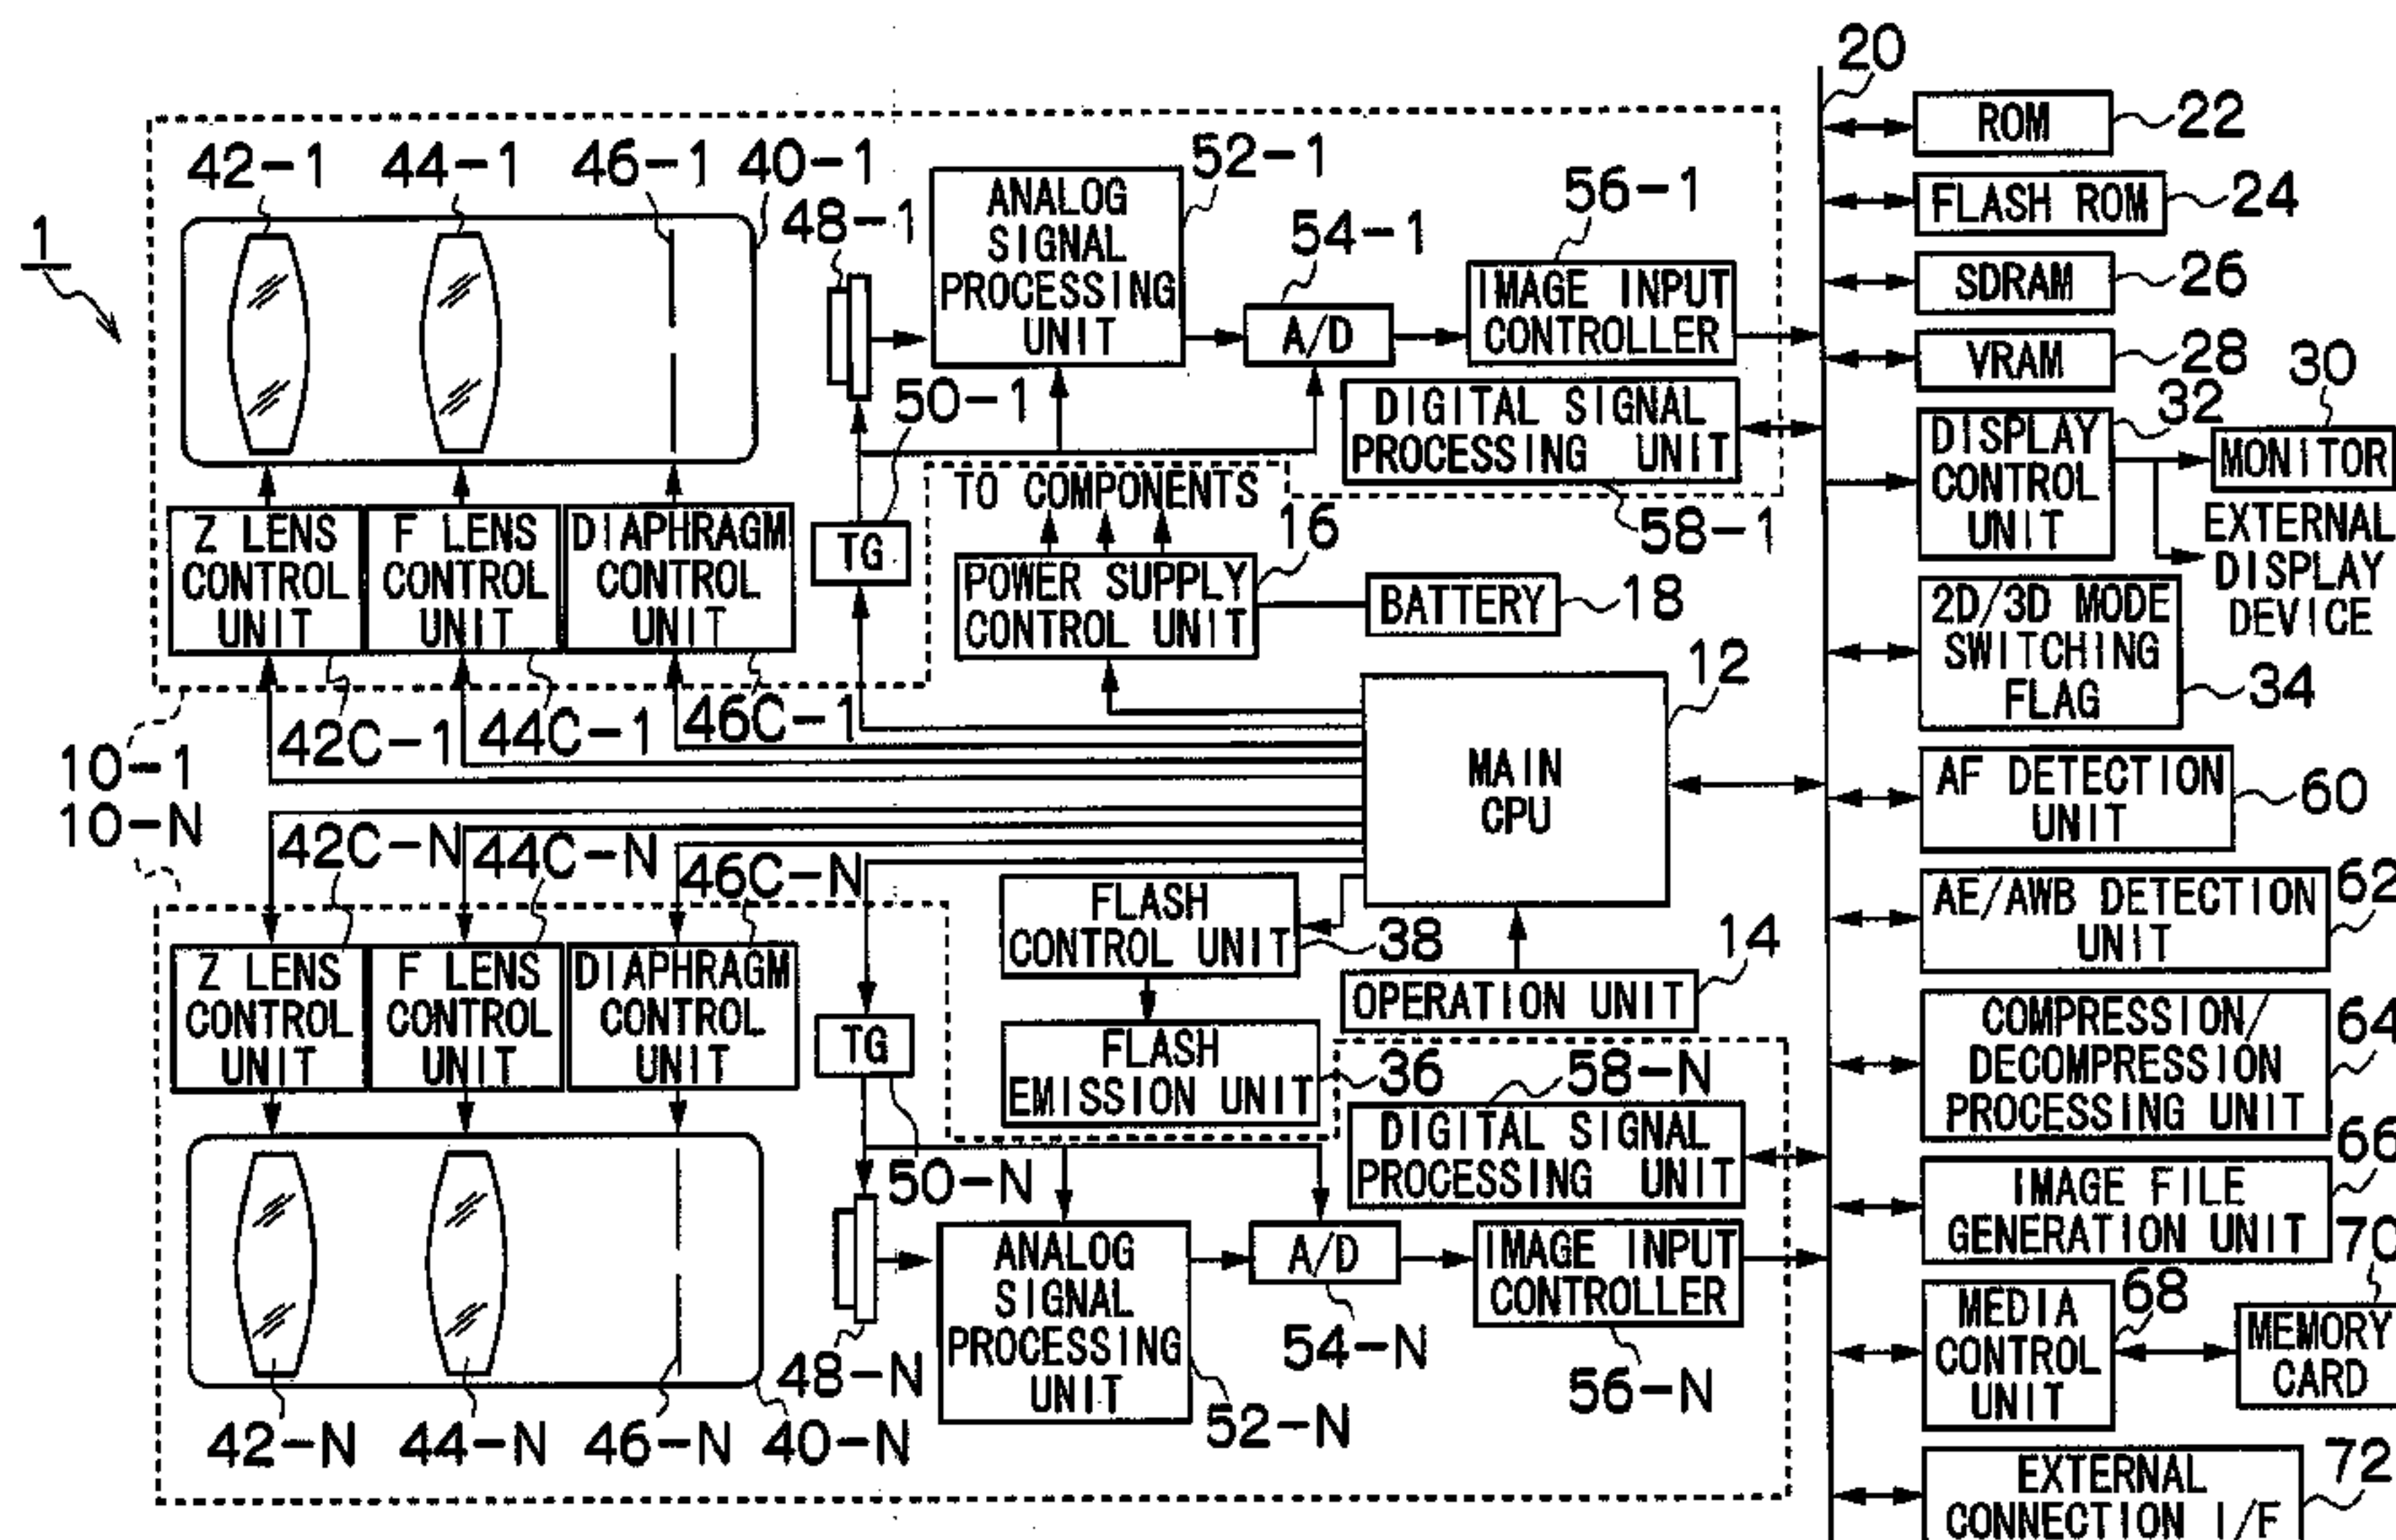 1
42-1
44-1
46-1
40-1
48-1
ANALOG
SIGNAL
PROCESSING
UNIT
52-1
54-1
A/D
56-1
IMAGE INPUT
CONTROLLER
DIGITAL SIGNAL
PROCESSING UNIT
58-1
50-1
TG
Z LENS
CONTROL
UNIT
F LENS
CONTROL
UNIT
DIAPHRAGM
CONTROL
UNIT
42C-1
44C-1
46C-1
10-1
TO COMPONENTS
POWER SUPPLY
CONTROL UNIT
16
BATTERY
18
MAIN
CPU
12
10-N
42C-N
44C-N
46C-N
Z LENS
CONTROL
UNIT
F LENS
CONTROL
UNIT
DIAPHRAGM
CONTROL
UNIT
TG
50-N
FLASH
CONTROL UNIT
38
FLASH
EMISSION UNIT
36
OPERATION UNIT
14
58-N
DIGITAL SIGNAL
PROCESSING UNIT
42-N
44-N
46-N
40-N
48-N
ANALOG
SIGNAL
PROCESSING
UNIT
52-N
A/D
54-N
IMAGE INPUT
CONTROLLER
56-N
20
ROM
22
FLASH ROM
24
SDRAM
26
VRAM
28
DISPLAY
CONTROL
UNIT
32
30
MONITOR
EXTERNAL
DISPLAY
DEVICE
2D/3D MODE
SWITCHING
FLAG
34
AF DETECTION
UNIT
60
AE/AWB DETECTION
UNIT
62
COMPRESSION/
DECOMPRESSION
PROCESSING UNIT
64
IMAGE FILE
GENERATION UNIT
66
MEDIA
CONTROL
UNIT
68
70
MEMORY
CARD
EXTERNAL
CONNECTION I/F
72